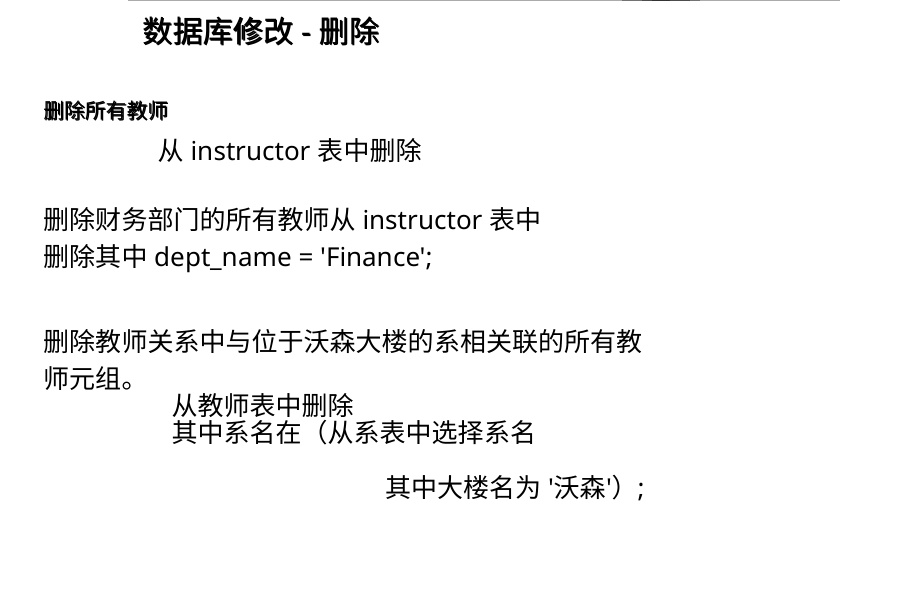 数据库修改 - 删除
删除所有教师
从 instructor 表中删除
删除财务部门的所有教师从 instructor 表中
删除其中 dept_name = 'Finance';
删除教师关系中与位于沃森大楼的系相关联的所有教
师元组。
从教师表中删除
其中系名在（从系表中选择系名
其中大楼名为 '沃森'）;